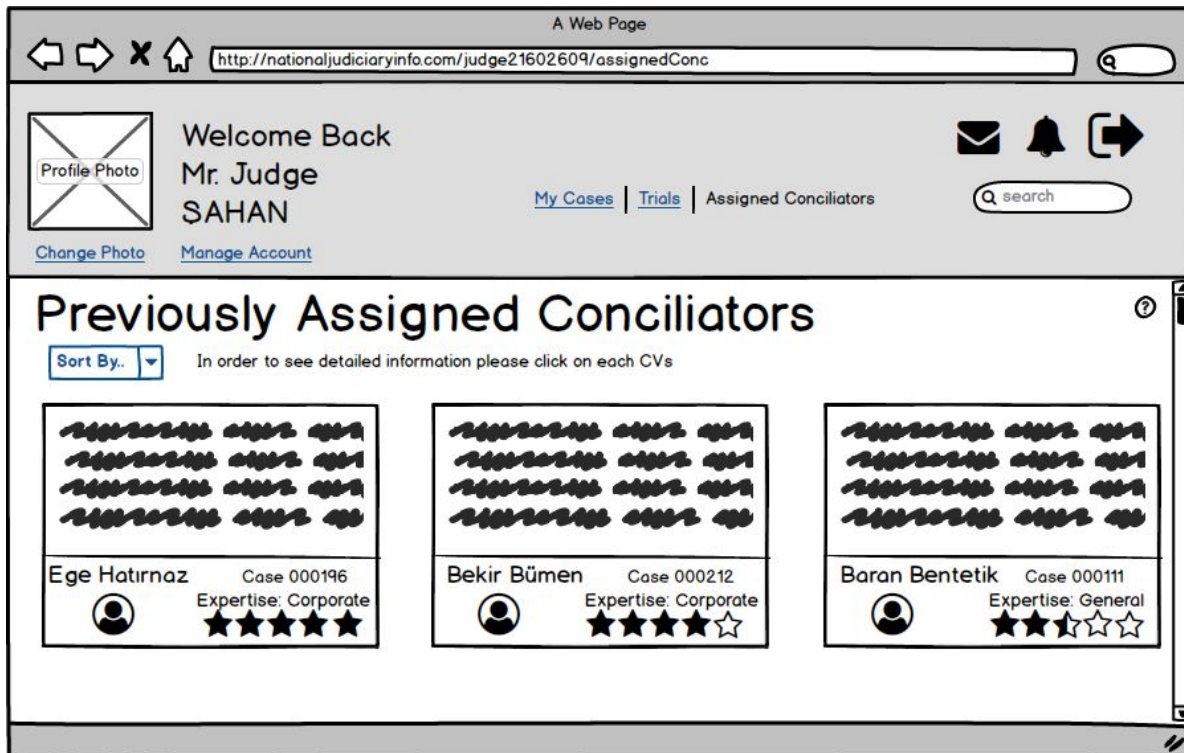 A Web Page
http://nationaljudiciaryinfo.com/judge21602609/assignedConc
Profile Photo
Welcome Back
Mr. Judge
SAHAN
Change Photo
Manage Account
My Cases
Trials
Assigned Conciliators
search
Previously Assigned Conciliators
?
Sort By..
In order to see detailed information please click on each CVs
Ege Hatırnaz
Case 000196
Expertise: Corporate
Bekir Bümen
Case 000212
Expertise: Corporate
Baran Bentetik
Case 000111
Expertise: General